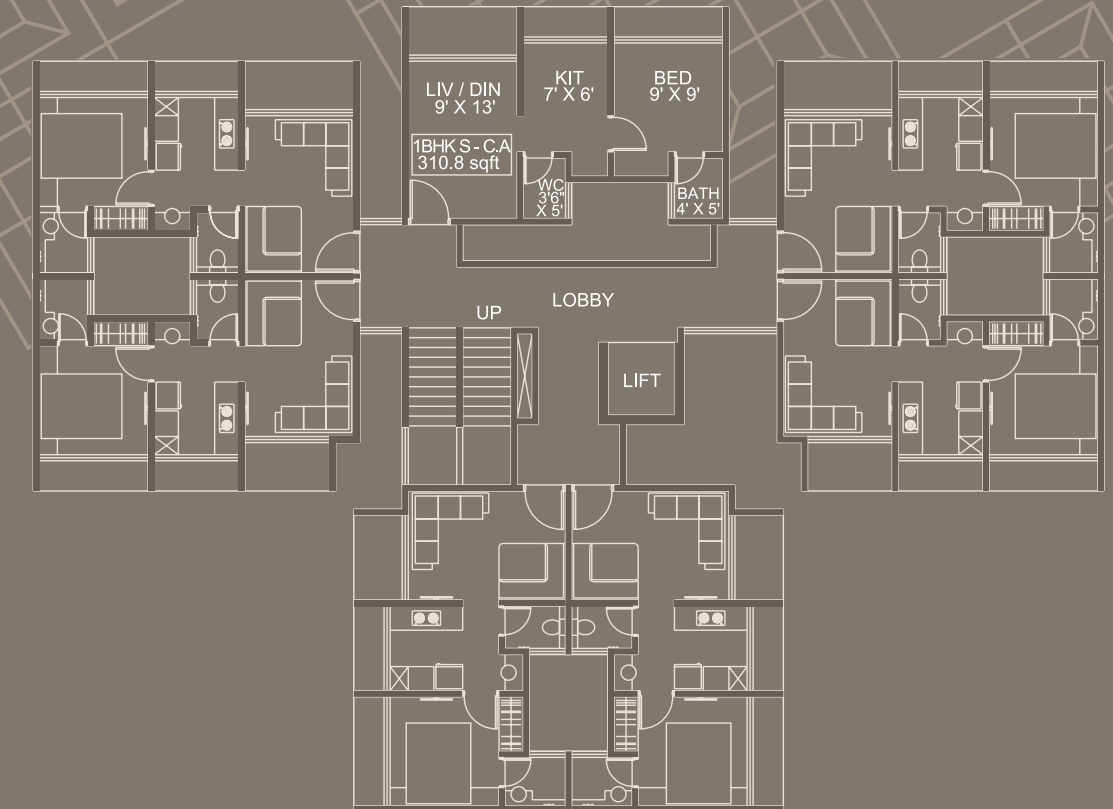 LIV / DIN
9' X 13'
KIT
7' X 6'
BED
9' X 9'
1BHK S - C.A
310.8 sqft
WC
3'6"
X 5'
BATH
4' X 5'
LOBBY
UP
LIFT